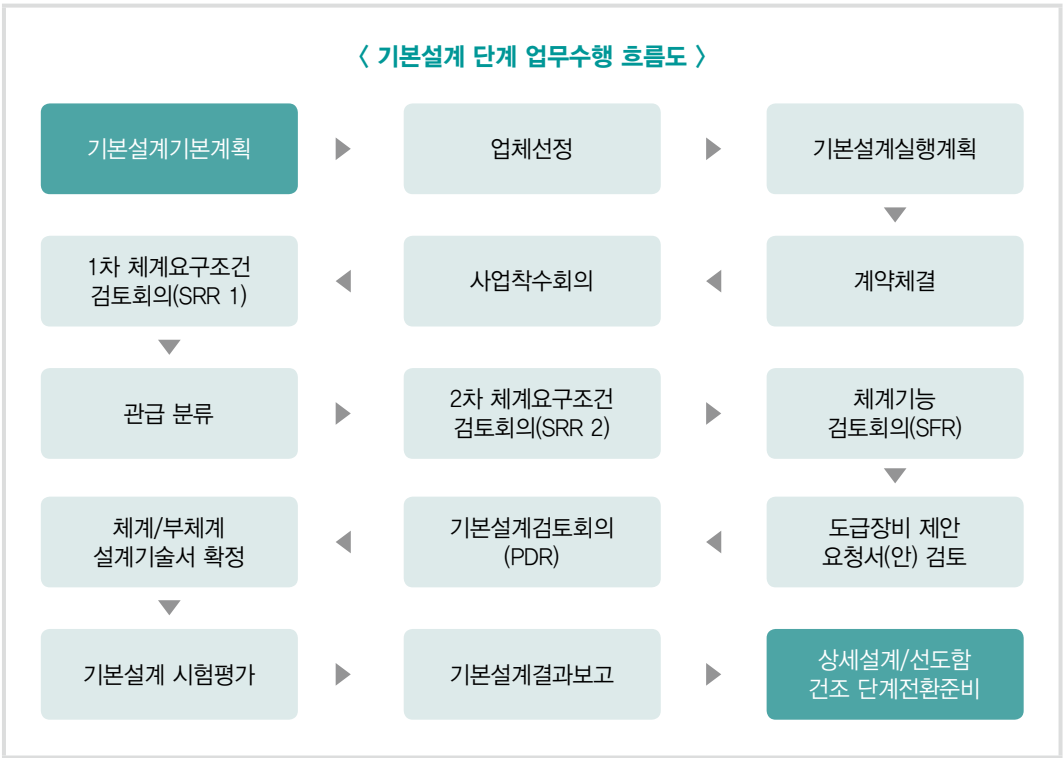 〈 기본설계 단계 업무수행 흐름도 〉
기본설계기본계획
업체선정
기본설계실행계획
계약체결
사업착수회의
1차 체계요구조건
검토회의(SRR 1)
관급 분류
2차 체계요구조건
검토회의(SRR 2)
체계기능
검토회의(SFR)
도급장비 제안
요청서(안) 검토
기본설계검토회의
(PDR)
체계/부체계
설계기술서 확정
기본설계 시험평가
기본설계결과보고
상세설계/선도함
건조 단계전환준비